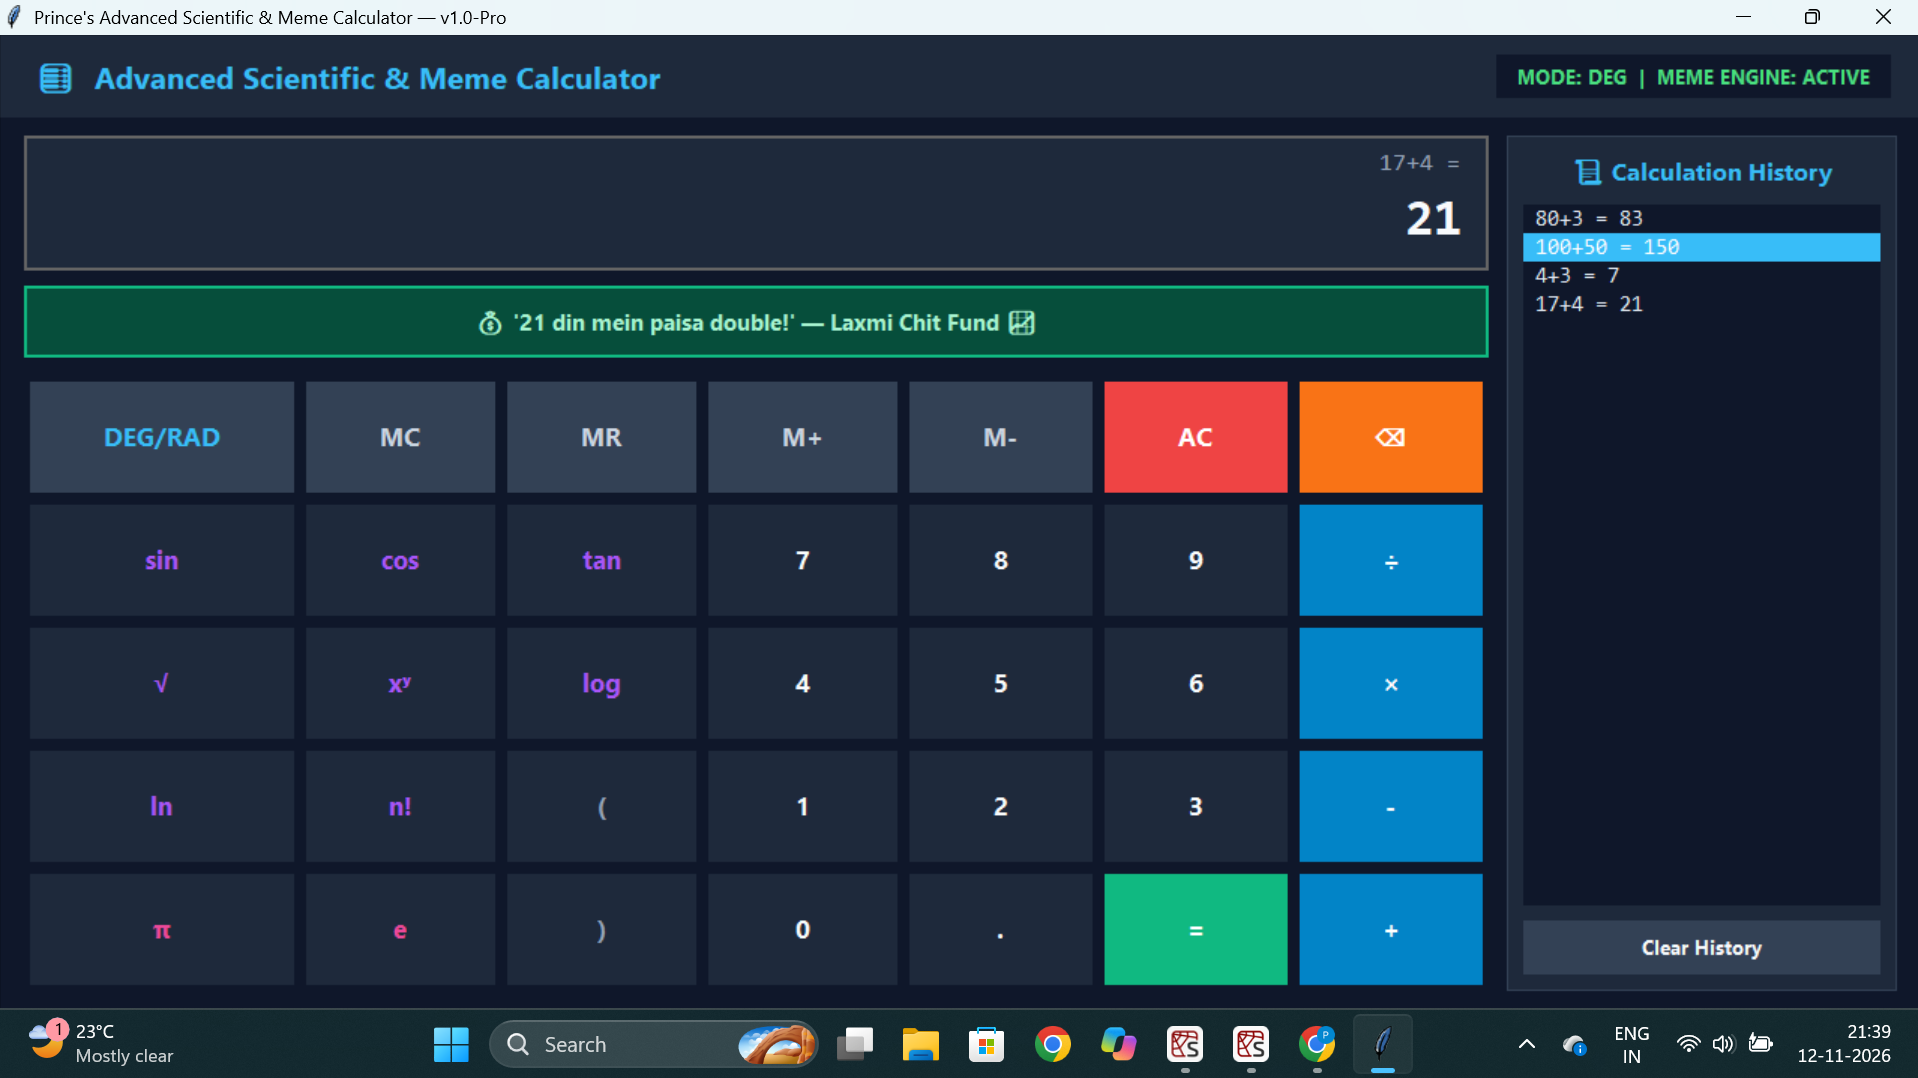 Prince's Advanced Scientific & Meme Calculator — v1.0-Pro
Advanced Scientific & Meme Calculator
MODE: DEG | MEME ENGINE: ACTIVE
17+4 =
21
'21 din mein paisa double!' — Laxmi Chit Fund
DEG/RAD MC MR M+ M- AC ⌫
sin cos tan 7 8 9 ÷
√ xʸ log 4 5 6 ×
ln n! ( 1 2 3 -
π e ) 0 . = +
Calculation History
80+3 = 83
100+50 = 150
4+3 = 7
17+4 = 21
Clear History
1
23°C
Mostly clear
Search
P
ENG
IN
21:39
12-11-2026